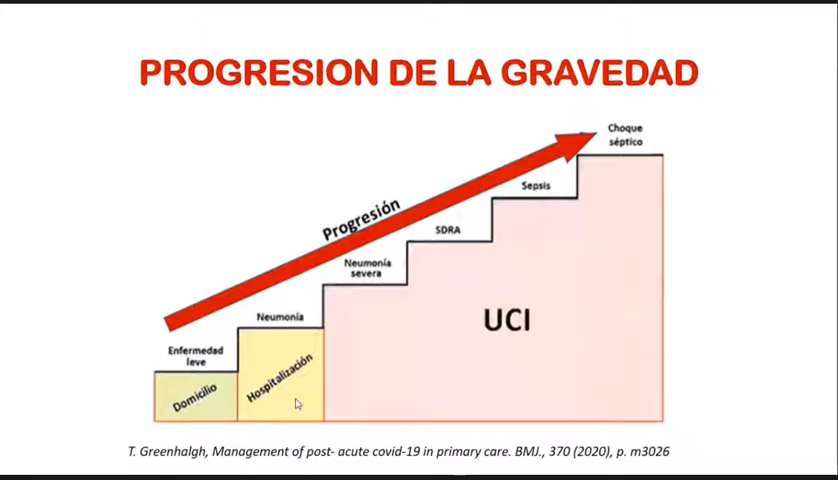 PROGRESION DE LA GRAVEDAD
Choque
séptico
Sepsis
Progresión
SDRA
Neumonía
severa
Neumonía
Enfermedad
leve
UCI
Hospitalización
Domicilio
T. Greenhalgh, Management of post- acute covid-19 in primary care. BMJ., 370 (2020), p. m3026